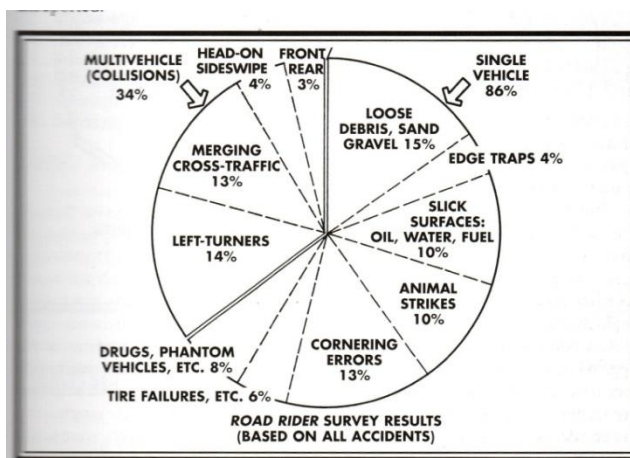 MULTIVEHICLE
(COLLISIONS)
34%
HEAD-ON
SIDESWIPE
4%
FRONT
REAR
3%
SINGLE
VEHICLE
86%
LOOSE
DEBRIS, SAND
GRAVEL 15%
EDGE TRAPS 4%
SLICK
SURFACES:
OIL, WATER, FUEL
10%
ANIMAL
STRIKES
10%
CORNERING
ERRORS
13%
TIRE FAILURES, ETC. 6%
DRUGS, PHANTOM
VEHICLES, ETC. 8%
LEFT-TURNERS
14%
MERGING
CROSS-TRAFFIC
13%
ROAD RIDER SURVEY RESULTS
(BASED ON ALL ACCIDENTS)